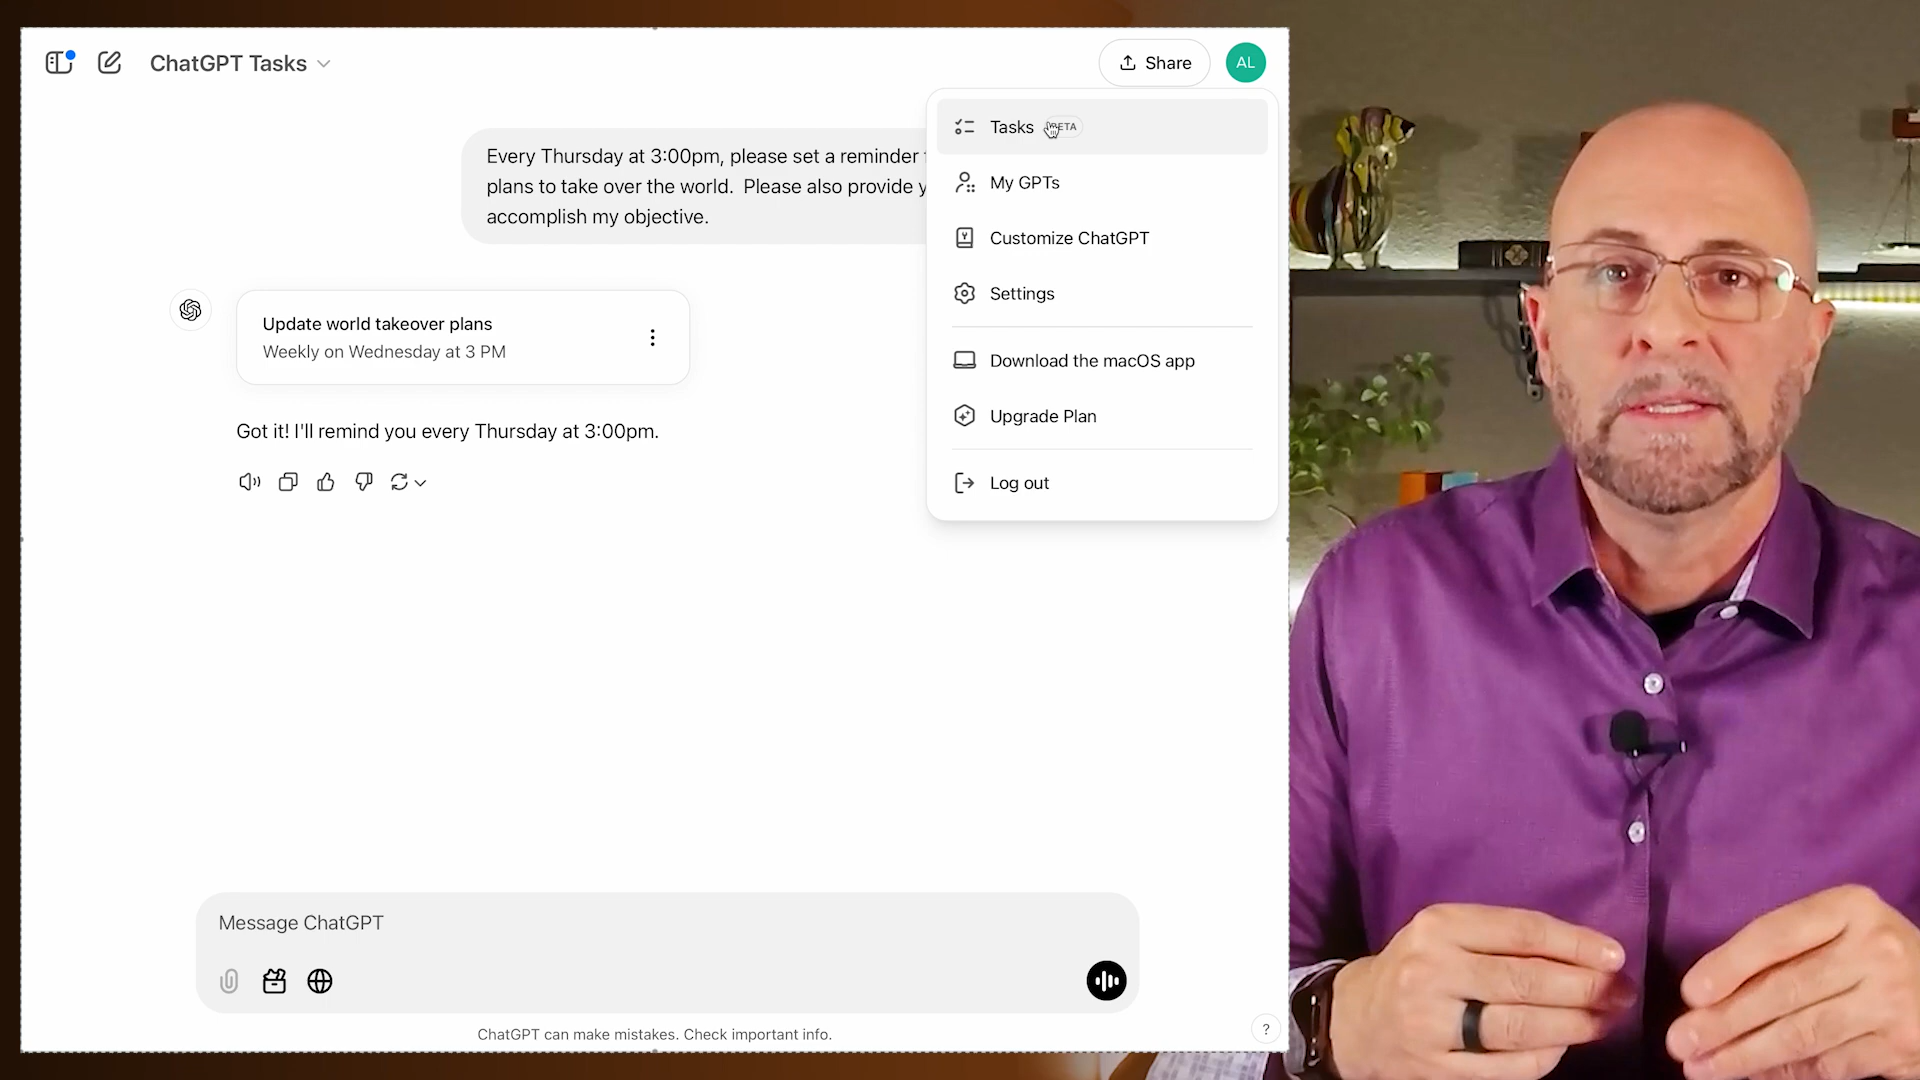 ChatGPT Tasks
Share
AL
Tasks
My GPTs
Customize ChatGPT
Settings
Download the macOS app
Upgrade Plan
Log out
Every Thursday at 3:00pm, please set a reminder
plans to take over the world. Please also provide
accomplish my objective.
Update world takeover plans
Weekly on Wednesday at 3 PM
Got it! I'll remind you every Thursday at 3:00pm.
Message ChatGPT
ChatGPT can make mistakes. Check important info.
?